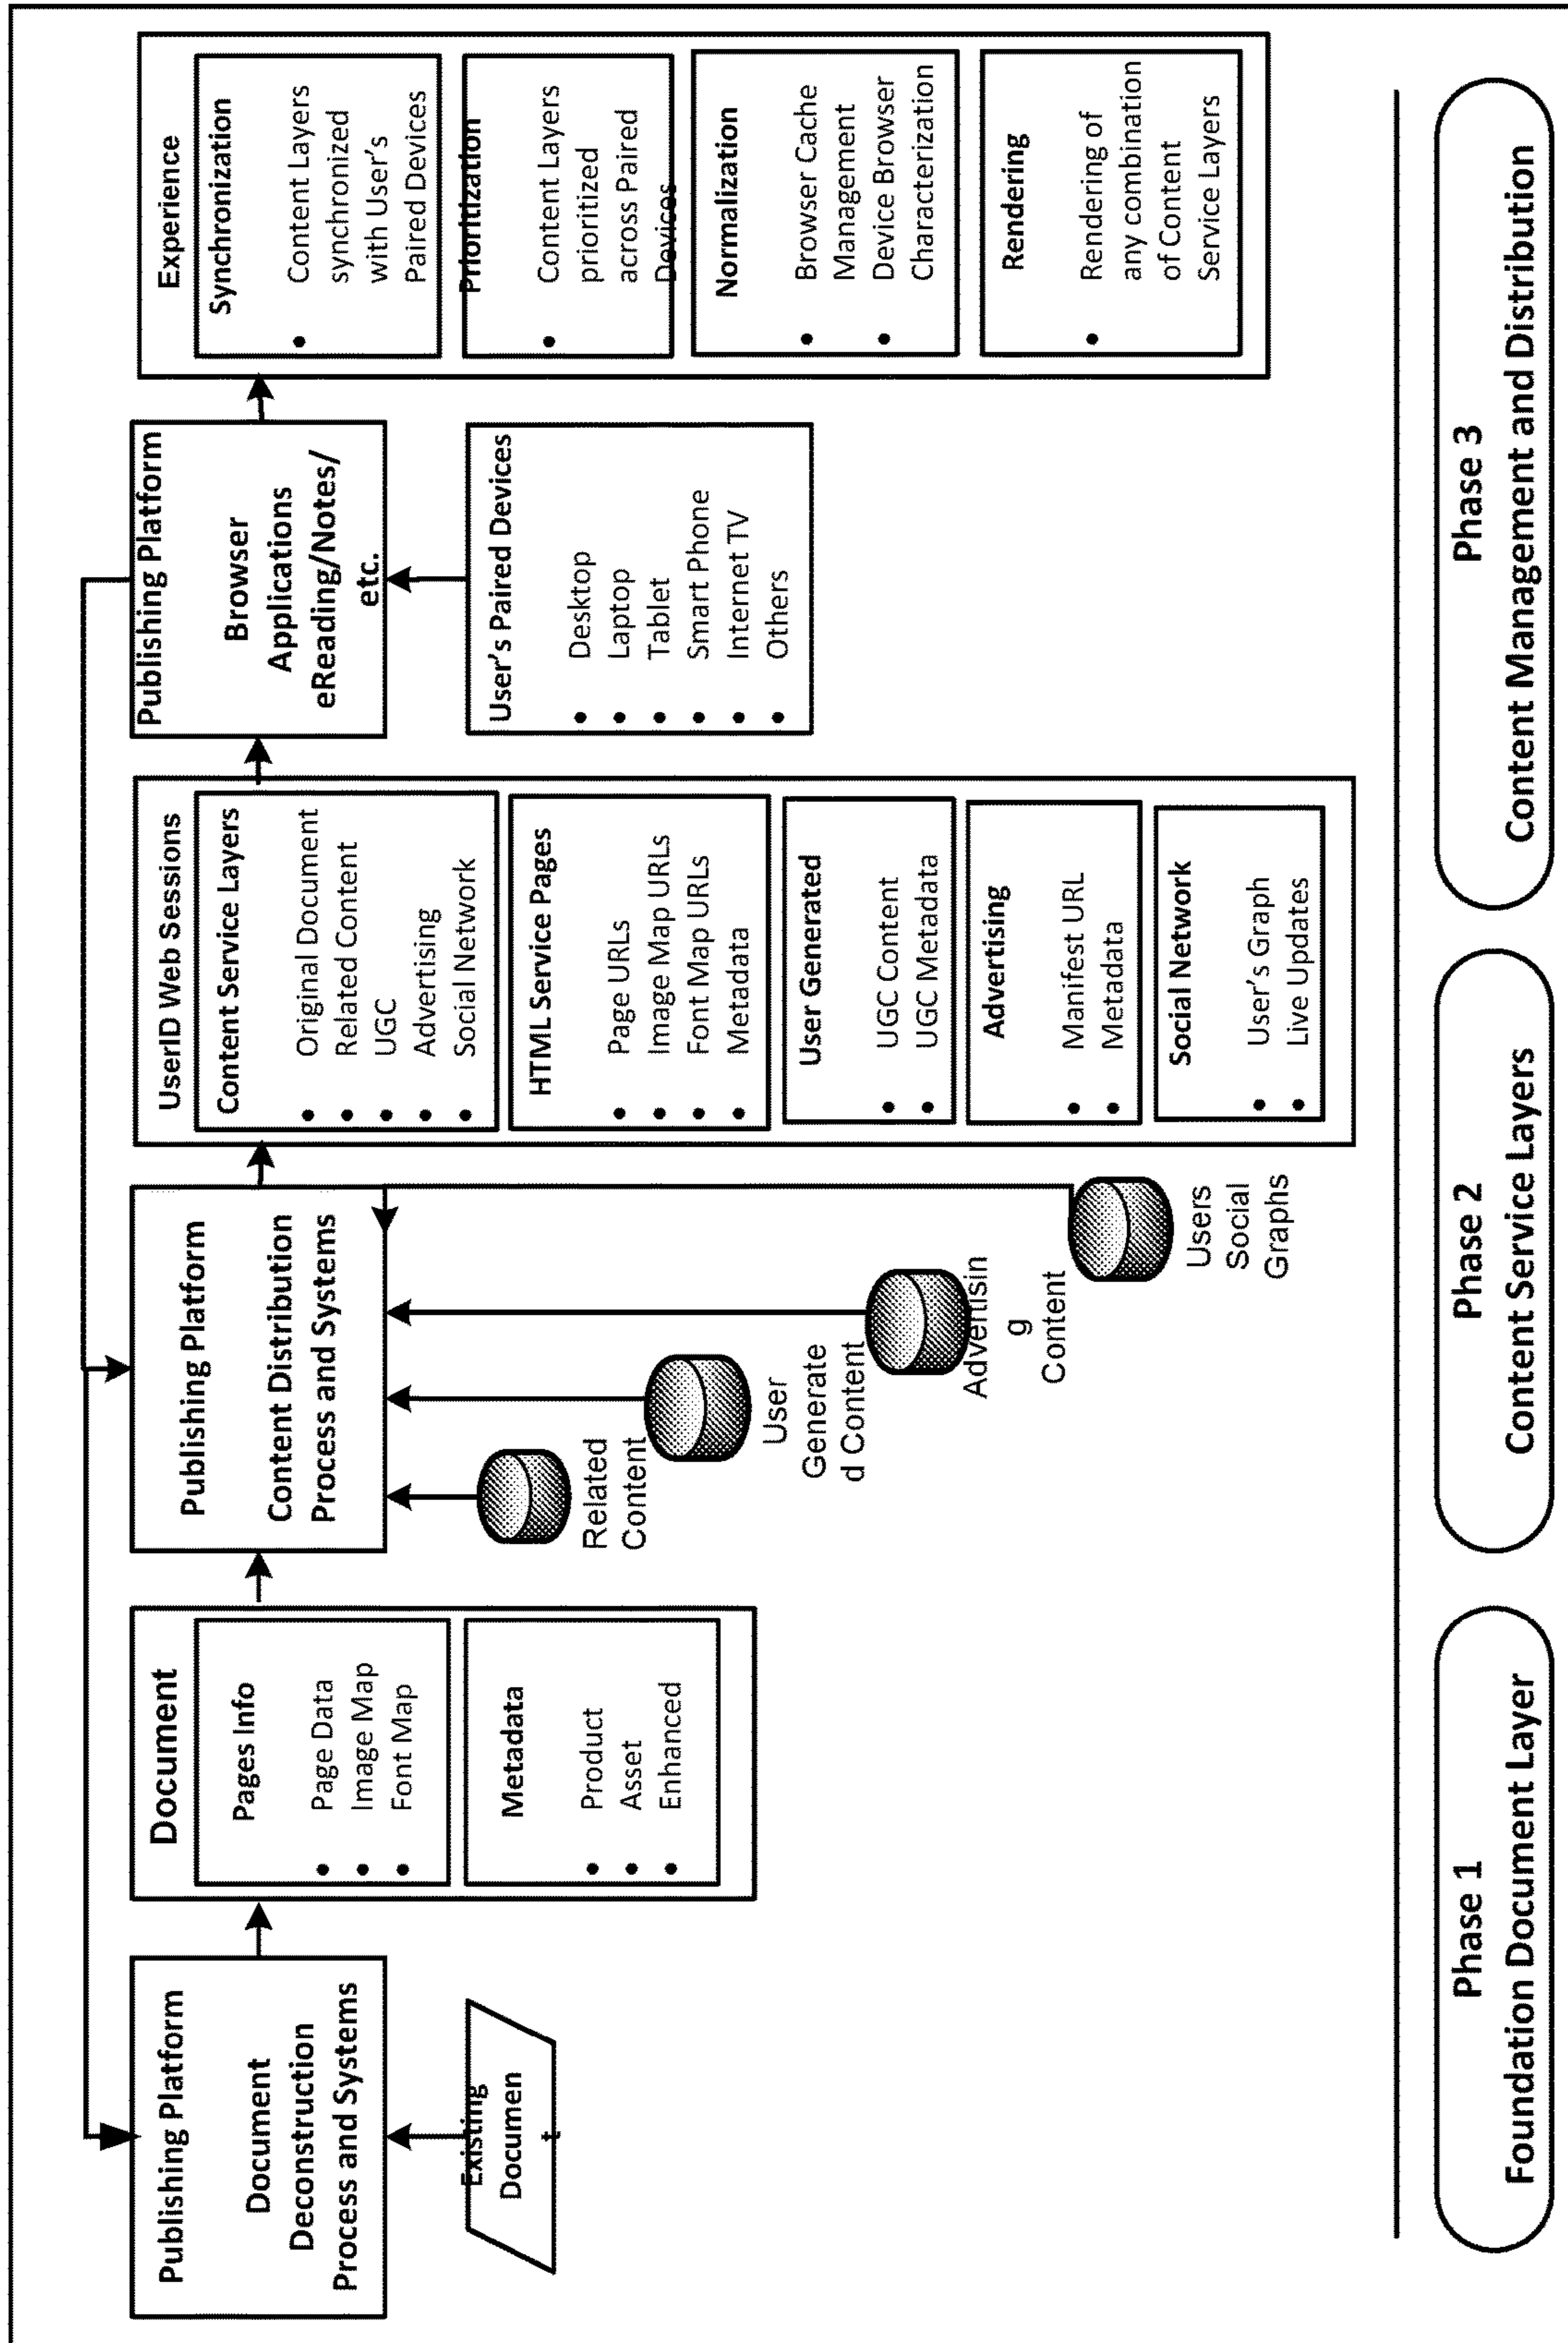 Publishing Platform
Document
Deconstruction
Process and Systems
Existing
Documen
t
Document
Pages Info
• Page Data
• Image Map
• Font Map
Metadata
• Product
• Asset
• Enhanced
Publishing Platform
Content Distribution
Process and Systems
Related
Content
User
Generate
d Content
Advertisin
g
Content
Users
Social
Graphs
UserID Web Sessions
Content Service Layers
• Original Document
• Related Content
• UGC
• Advertising
• Social Network
HTML Service Pages
• Page URLs
• Image Map URLs
• Font Map URLs
• Metadata
User Generated
• UGC Content
• UGC Metadata
Advertising
• Manifest URL
• Metadata
Social Network
• User's Graph
• Live Updates
Publishing Platform
Browser
Applications
eReading/Notes/
etc.
User's Paired Devices
• Desktop
• Laptop
• Tablet
• Smart Phone
• Internet TV
• Others
Experience
Synchronization
• Content Layers
synchronized
with User's
Paired Devices
Prioritization
• Content Layers
prioritized
across Paired
Devices
Normalization
• Browser Cache
Management
• Device Browser
Characterization
Rendering
• Rendering of
any combination
of Content
Service Layers
Phase 1
Foundation Document Layer
Phase 2
Content Service Layers
Phase 3
Content Management and Distribution